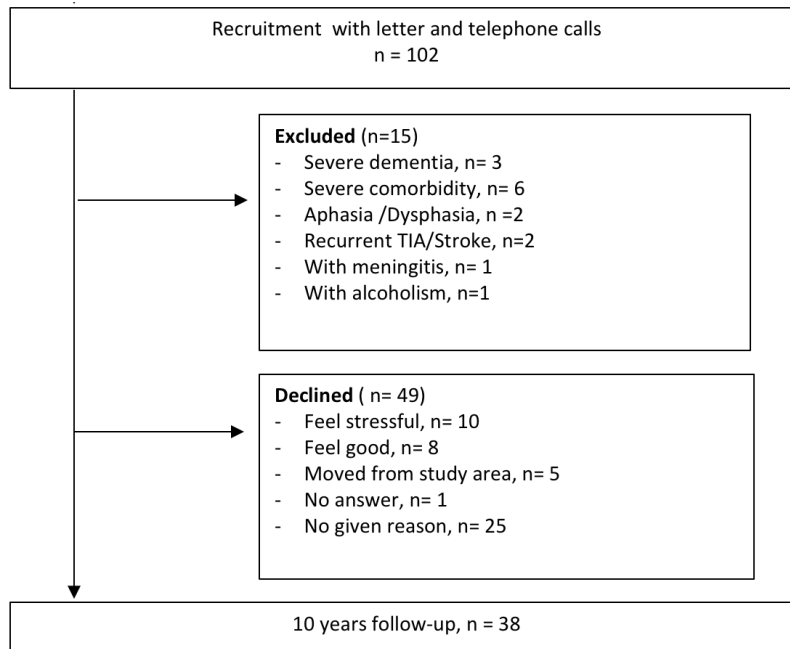 Recruitment with letter and telephone calls
n = 102
Excluded (n=15)
- Severe dementia, n= 3
- Severe comorbidity, n= 6
- Aphasia /Dysphasia, n =2
- Recurrent TIA/Stroke, n=2
- With meningitis, n= 1
- With alcoholism, n=1
Declined ( n= 49)
- Feel stressful, n= 10
- Feel good, n= 8
- Moved from study area, n= 5
- No answer, n= 1
- No given reason, n= 25
10 years follow-up, n = 38